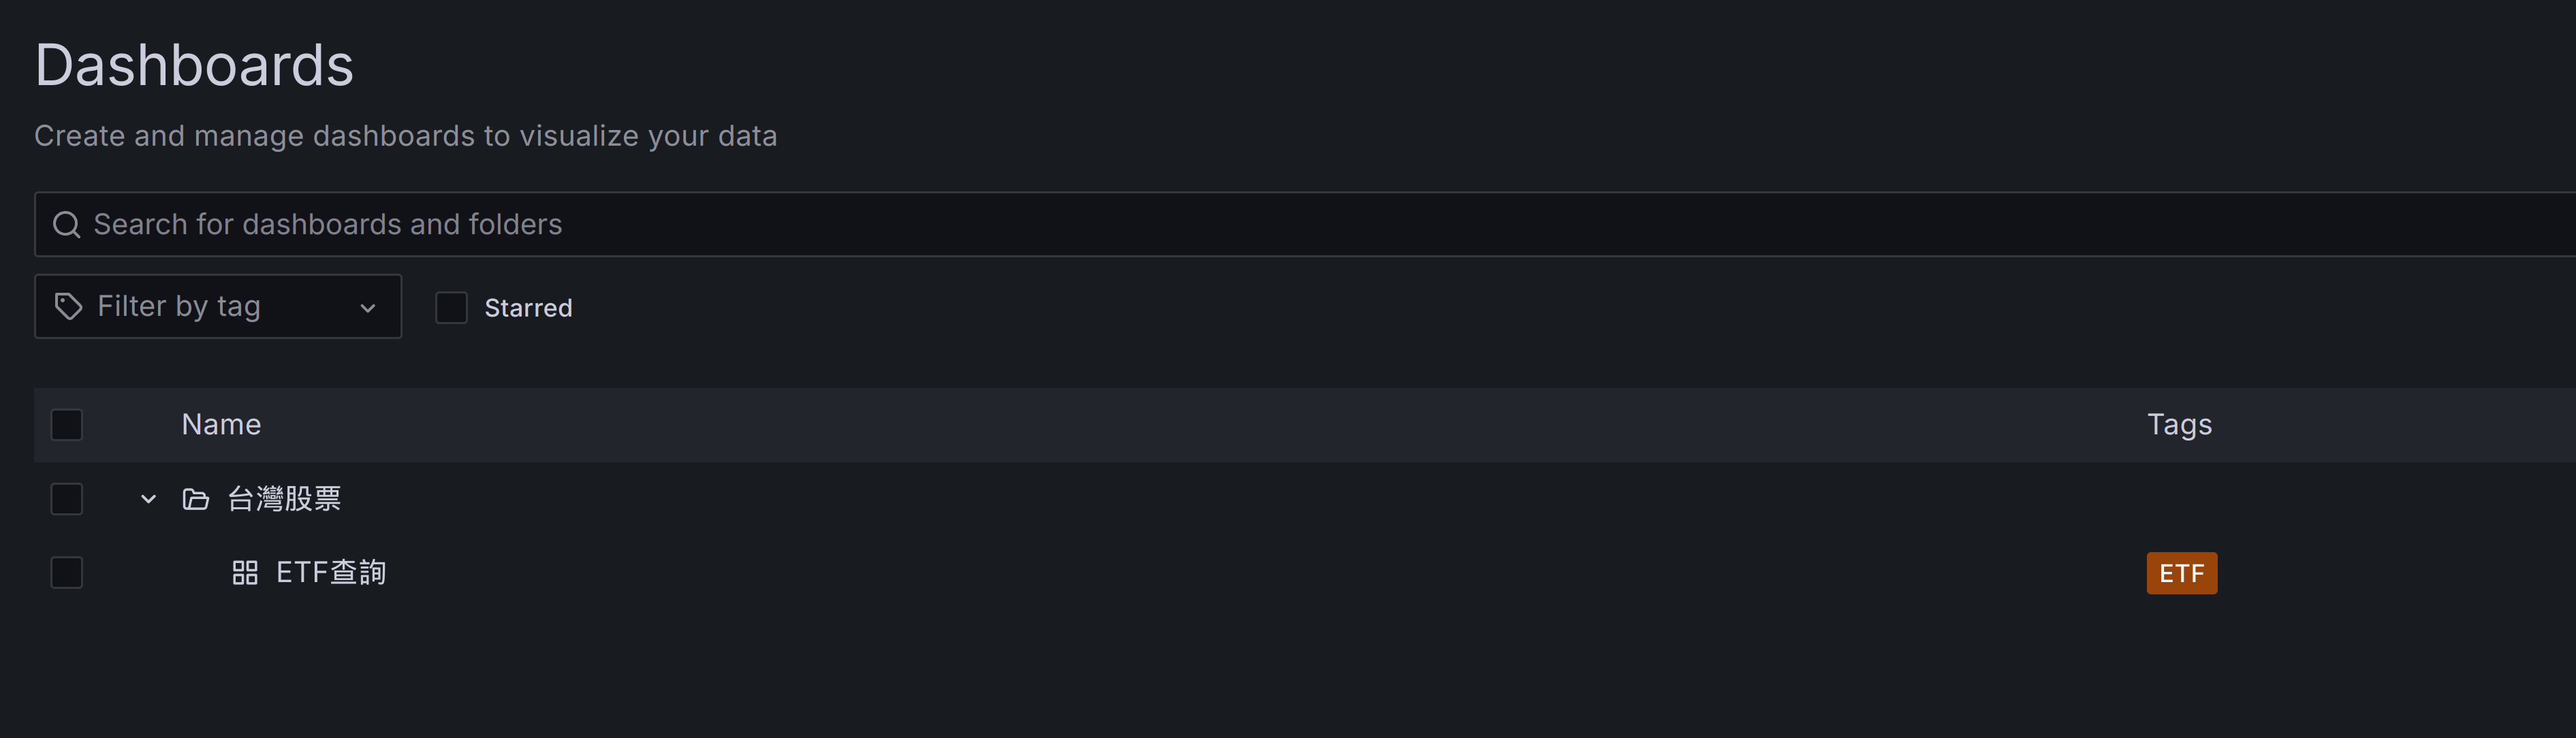 Dashboards
Create and manage dashboards to visualize your data
Search for dashboards and folders
Filter by tag
Starred
Name Tags
台灣股票
ETF查詢 ETF